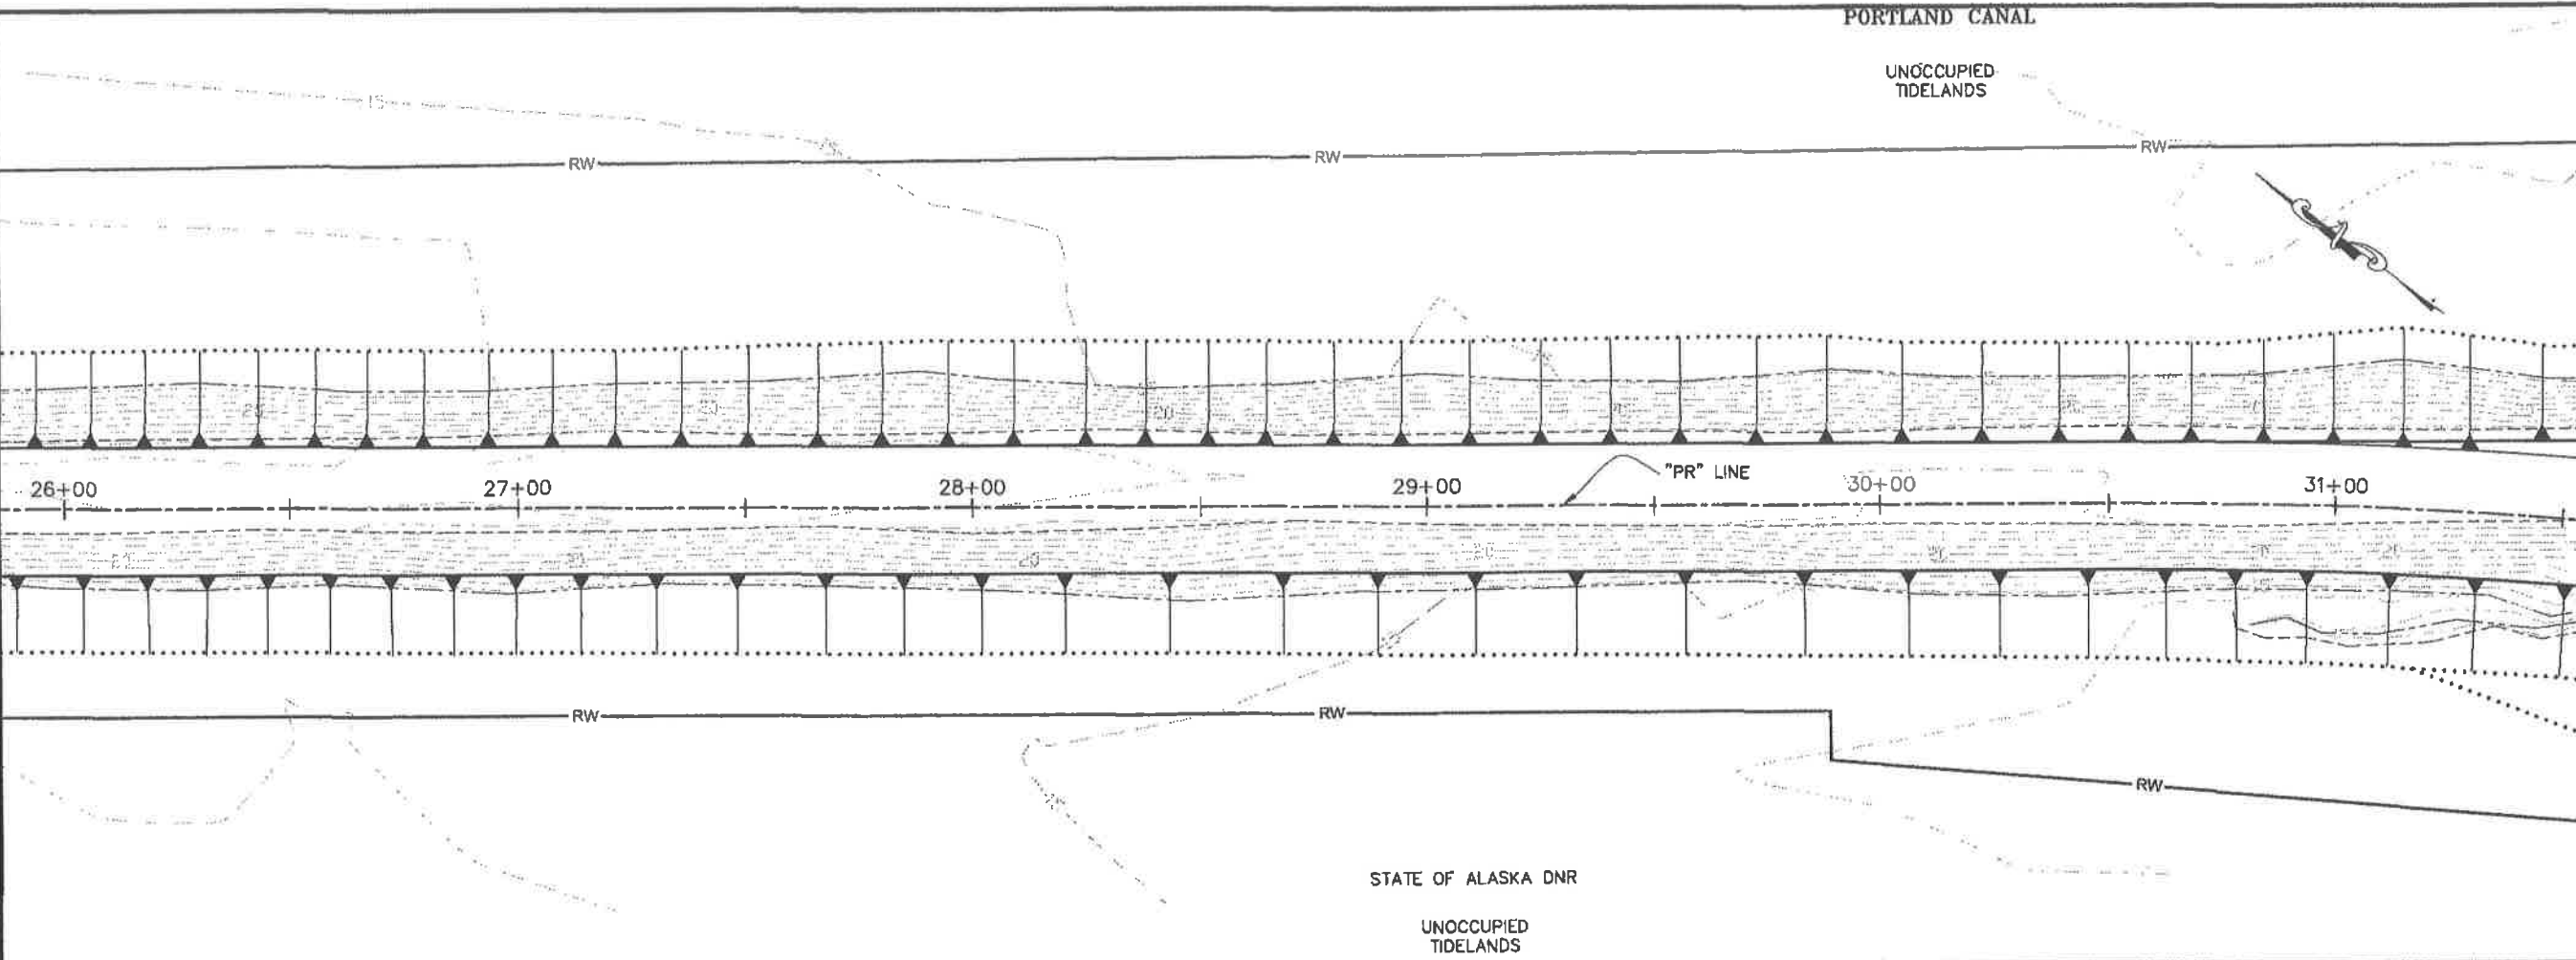 PORTLAND CANAL
UNOCCUPIED
TIDELANDS
RW RW RW
26+00 27+00 28+00 29+00 "PR" LINE 30+00 31+00
RW RW
RW
STATE OF ALASKA DNR
UNOCCUPIED
TIDELANDS